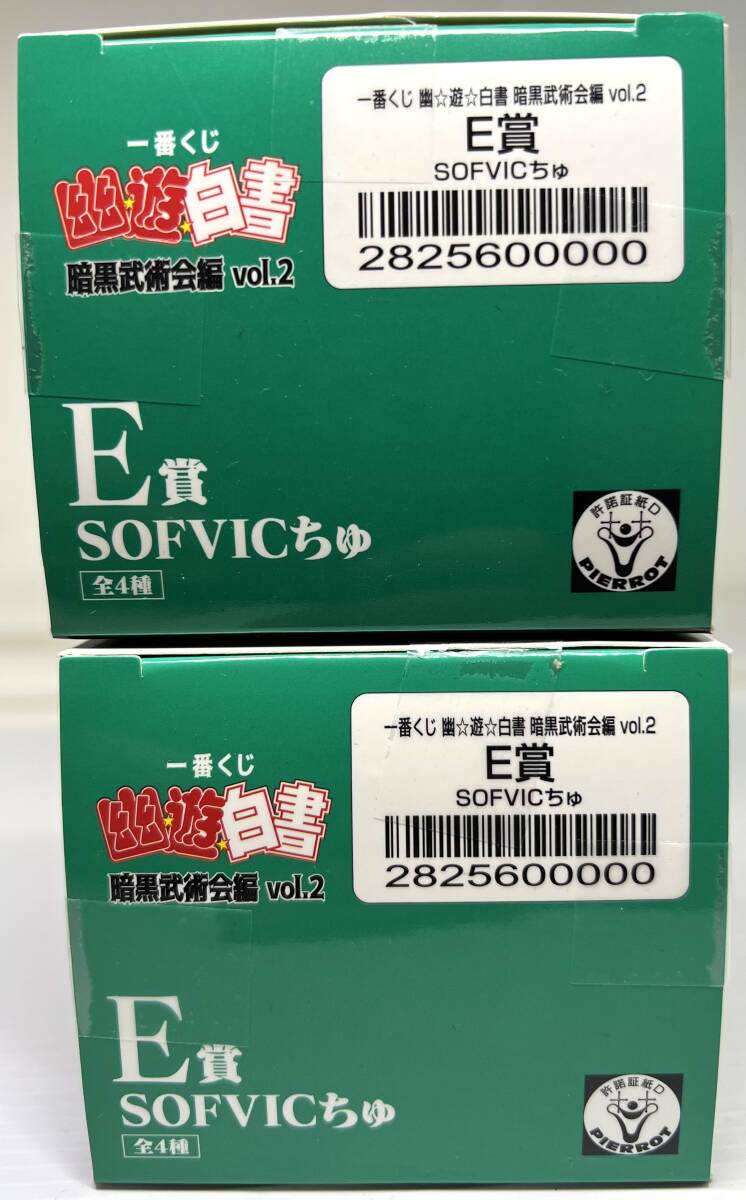 一番くじ 幽☆遊☆白書 暗黒武術会編 vol.2
E賞
SOFVICちゅ
2825600000
一番くじ
幽★遊★白書
暗黒武術会編 vol.2
E賞
SOFVICちゅ
全4種
許諾証紙D
PIERROT
一番くじ 幽☆遊☆白書 暗黒武術会編 vol.2
E賞
SOFVICちゅ
2825600000
一番くじ
幽★遊★白書
暗黒武術会編 vol.2
E賞
SOFVICちゅ
全4種
許諾証紙D
PIERROT